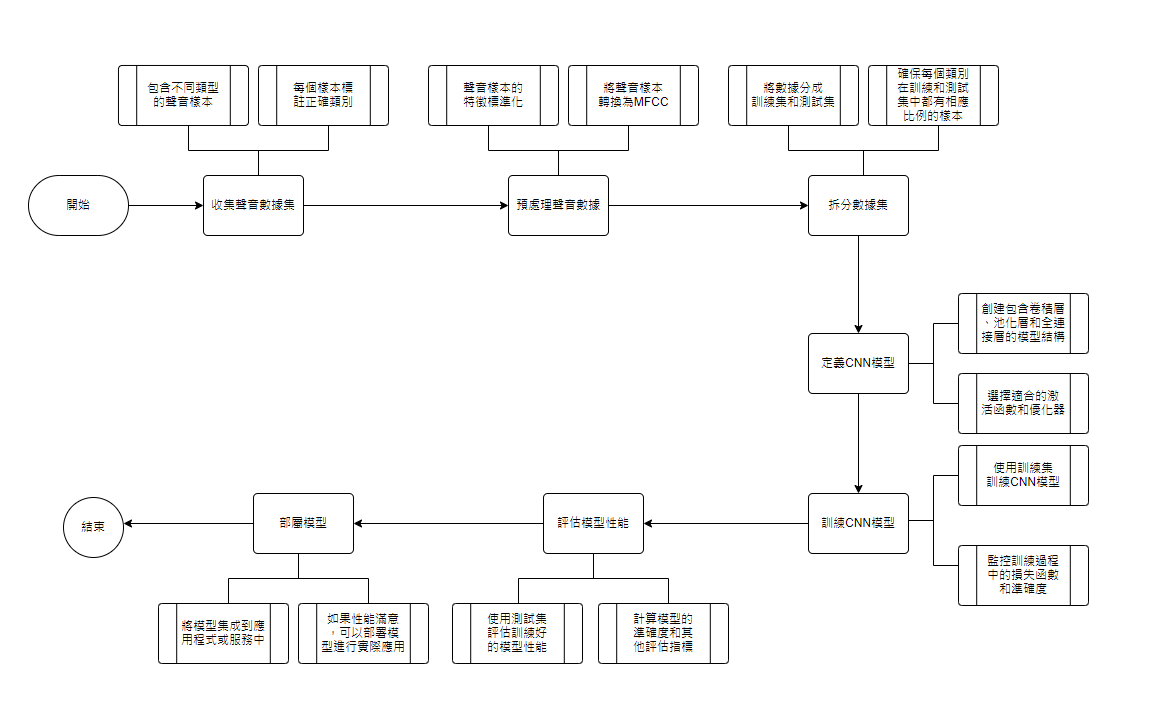 包含不同類型
的聲音樣本
每個樣本標
註正確類別
聲音樣本的
特徵標準化
將聲音樣本
轉換為MFCC
將數據分成
訓練集和測試集
確保每個類別
在訓練和測試
集中都有相應
比例的樣本
開始
收集聲音數據集
預處理聲音數據
拆分數據集
創建包含卷積層
、池化層和全連
接層的模型結構
定義CNN模型
選擇適合的激
活函數和優化器
使用訓練集
訓練CNN模型
結束
部屬模型
評估模型性能
訓練CNN模型
監控訓練過程
中的損失函數
和準確度
將模型集成到應
用程式或服務中
如果性能滿意
，可以部署模
型進行實際應用
使用測試集
評估訓練好
的模型性能
計算模型的
準確度和其
他評估指標